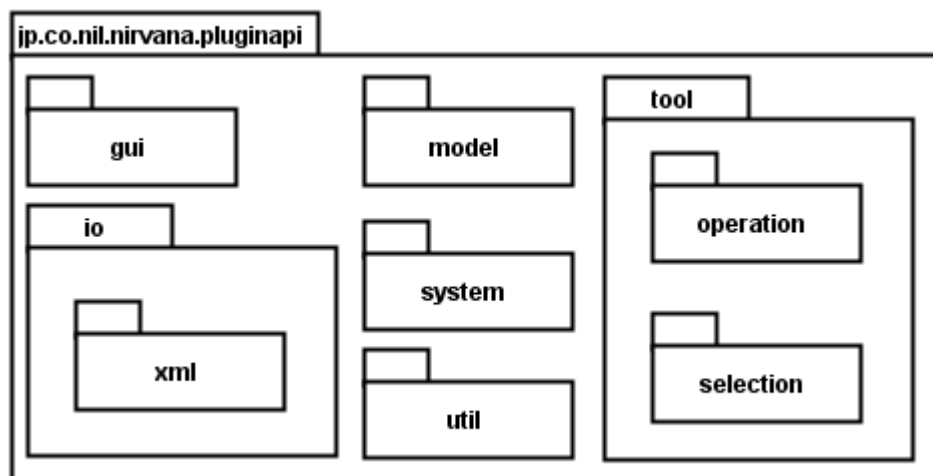 jp.co.nil.nirvana.pluginapi
gui
model
tool
operation
io
system
xml
selection
util